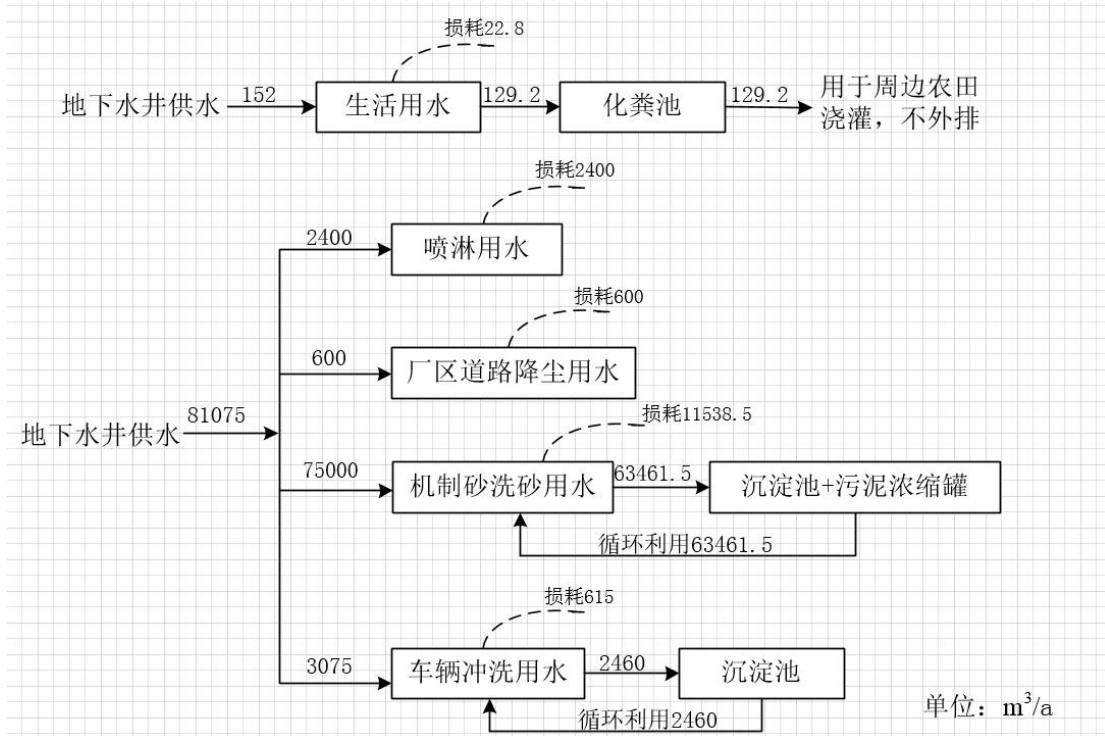 损耗22.8
地下水井供水 152 生活用水 129.2 化粪池 129.2 用于周边农田
浇灌，不外排
损耗2400
2400 喷淋用水
损耗600
600 厂区道路降尘用水
地下水井供水 81075
损耗11538.5
75000 机制砂洗砂用水 63461.5 沉淀池+污泥浓缩罐
循环利用63461.5
损耗615
3075 车辆冲洗用水 2460 沉淀池
循环利用2460
单位：m³/a